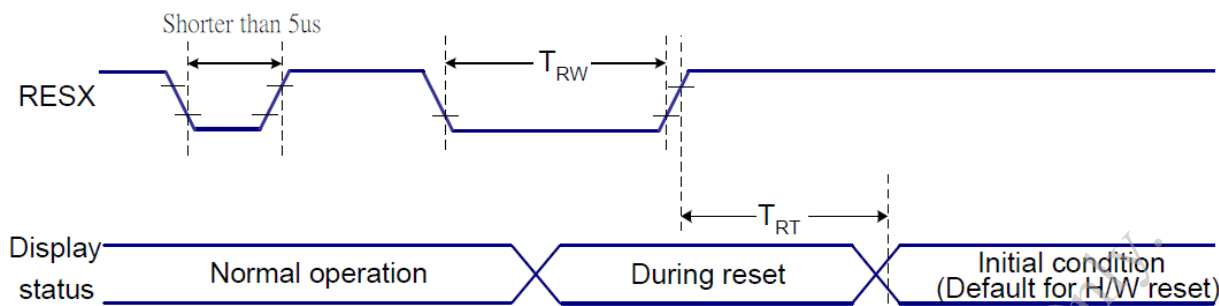 Shorter than 5us
RESX
TRW
TRT
Display
status
Normal operation
During reset
Initial condition
(Default for H/W reset)